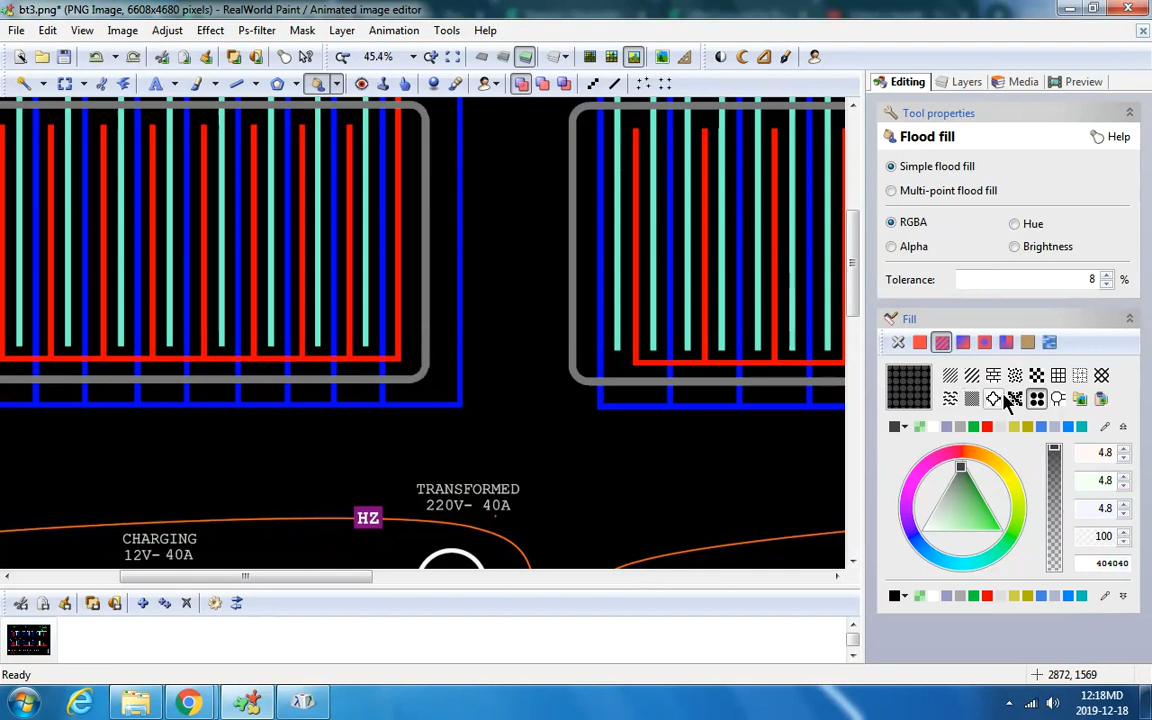 bt3.png* (PNG Image, 6608x4680 pixels) - RealWorld Paint / Animated image editor
File Edit View Image Adjust Effect Ps-filter Mask Layer Animation Tools Help
45.4%
Editing Layers Media Preview
Tool properties
Flood fill Help
Simple flood fill
Multi-point flood fill
RGBA Hue
Alpha Brightness
Tolerance: 8 %
Fill
4.8
4.8
4.8
100
404040
TRANSFORMED
220V- 40A
HZ
CHARGING
12V- 40A
Ready
2872, 1569
12:18MD
2019-12-18